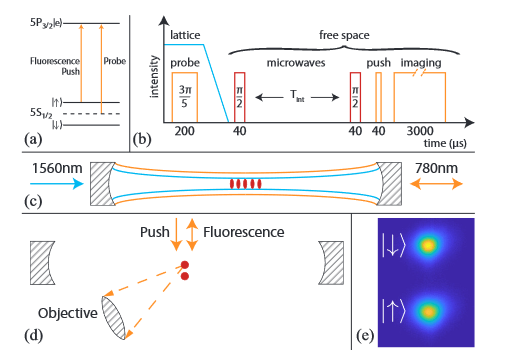 5P3/2|e⟩
Fluorescence
Push
Probe
|↑⟩
5S1/2
|↓⟩
(a)
(b)
intensity
lattice
free space
probe
microwaves
push
imaging
3π
5
π
2
Tint
π
2
200
40
40
40
3000
time (μs)
1560nm
780nm
(c)
Push
Fluorescence
Objective
(d)
|↓⟩
|↑⟩
(e)